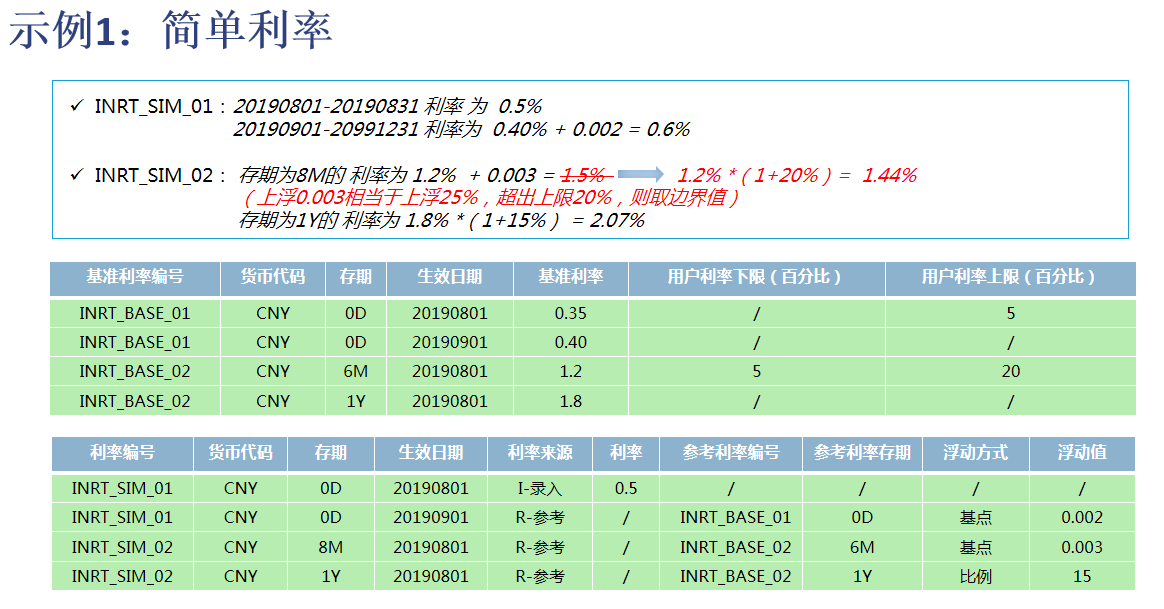 示例1：简单利率
✓ INRT_SIM_01：20190801-20190831 利率 为 0.5%
20190901-20991231 利率为 0.40% + 0.002 = 0.6%
✓ INRT_SIM_02： 存期为8M的 利率为 1.2% + 0.003 = 1.5% 1.2% *（1+20%）= 1.44%
（上浮0.003相当于上浮25%，超出上限20%，则取边界值）
存期为1Y的 利率为 1.8% *（1+15%） = 2.07%
基准利率编号 货币代码 存期 生效日期 基准利率 用户利率下限（百分比） 用户利率上限（百分比）
INRT_BASE_01 CNY 0D 20190801 0.35 / 5
INRT_BASE_01 CNY 0D 20190901 0.40 / /
INRT_BASE_02 CNY 6M 20190801 1.2 5 20
INRT_BASE_02 CNY 1Y 20190801 1.8 / /
利率编号 货币代码 存期 生效日期 利率来源 利率 参考利率编号 参考利率存期 浮动方式 浮动值
INRT_SIM_01 CNY 0D 20190801 I-录入 0.5 / / / /
INRT_SIM_01 CNY 0D 20190901 R-参考 / INRT_BASE_01 0D 基点 0.002
INRT_SIM_02 CNY 8M 20190801 R-参考 / INRT_BASE_02 6M 基点 0.003
INRT_SIM_02 CNY 1Y 20190801 R-参考 / INRT_BASE_02 1Y 比例 15